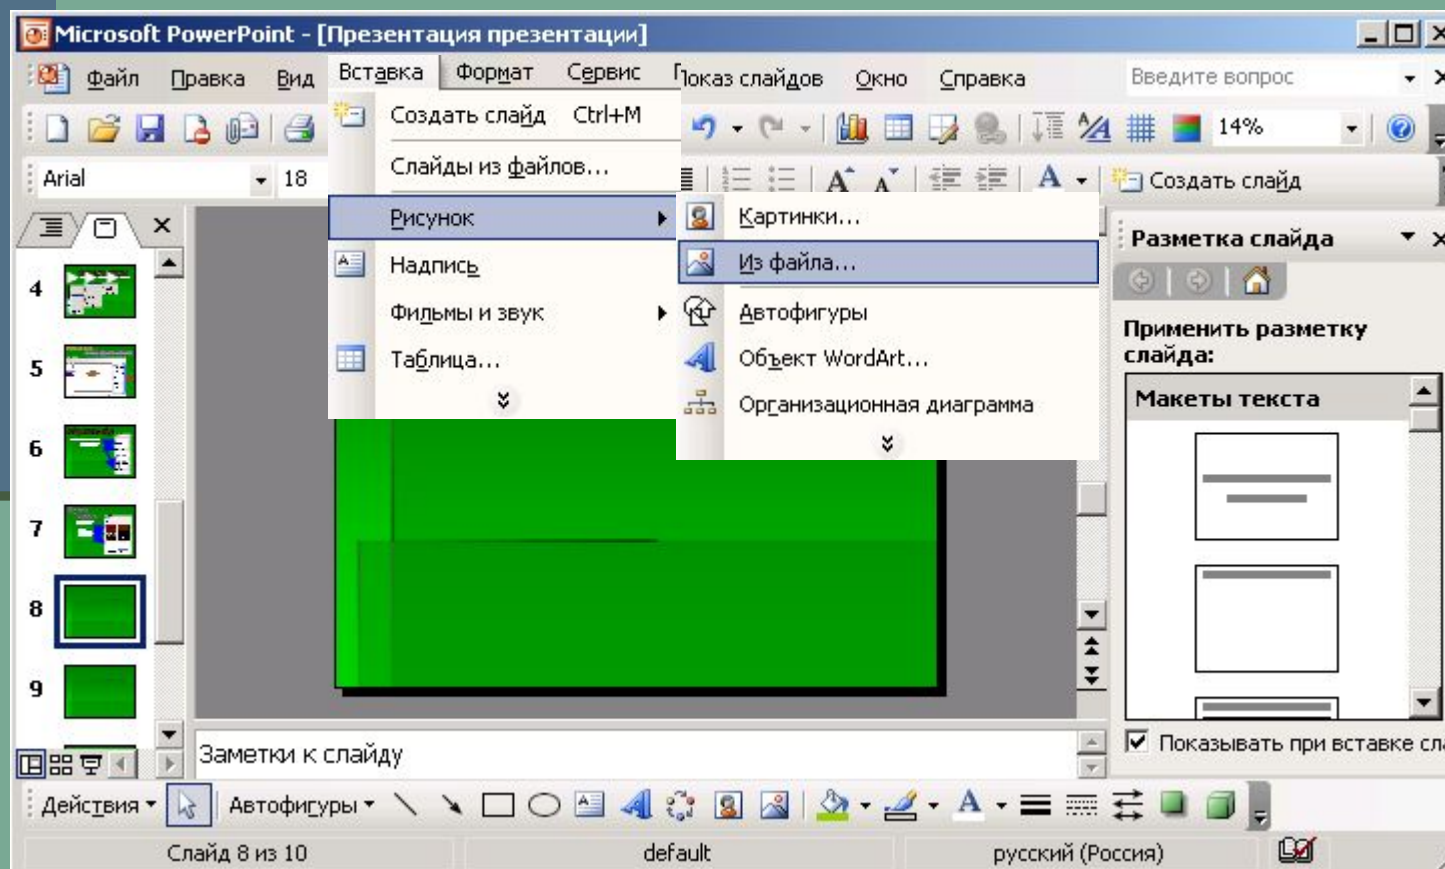 Microsoft PowerPoint - [Презентация презентации]
Файл Правка Вид Вставка Формат Сервис Показ слайдов Окно Справка Введите вопрос
14%
Arial 18 Создать слайд
Создать слайд Ctrl+M
Слайды из файлов...
Рисунок
Надпись
Фильмы и звук
Таблица...
Картинки...
Из файла...
Автофигуры
Объект WordArt...
Организационная диаграмма
4
5
6
7
8
9
Разметка слайда
Применить разметку
слайда:
Макеты текста
Показывать при вставке сла
Заметки к слайду
Действия Автофигуры
Слайд 8 из 10 default русский (Россия)